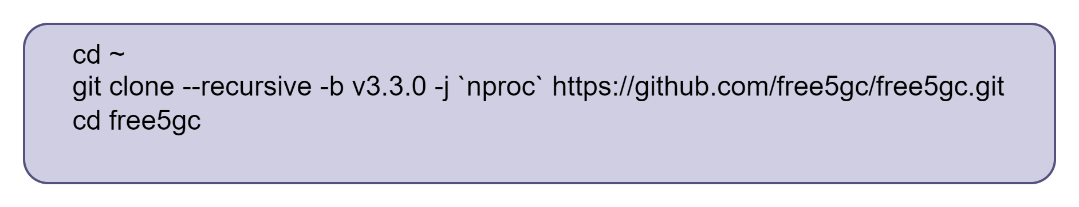 cd ~
git clone --recursive -b v3.3.0 -j `nproc` https://github.com/free5gc/free5gc.git
cd free5gc